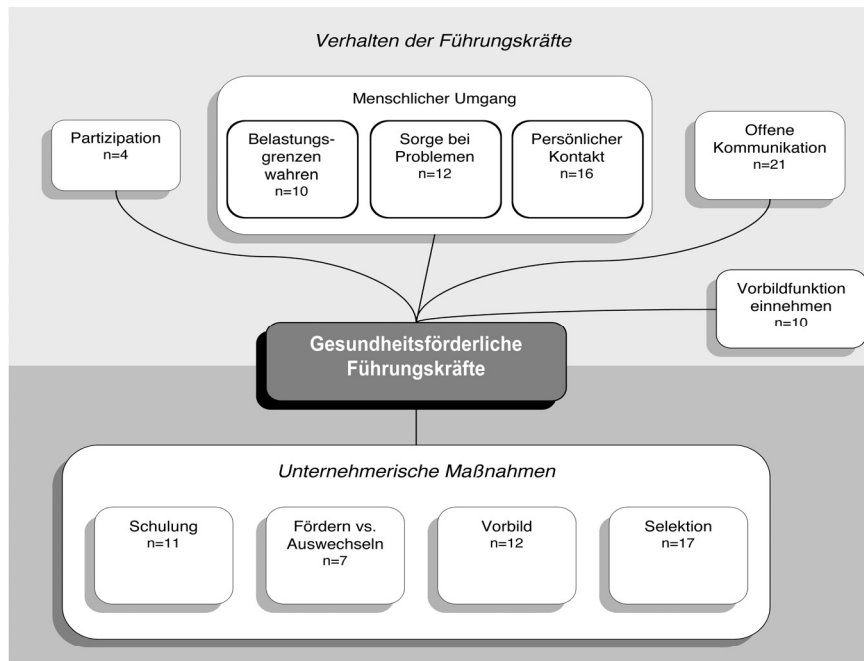 Verhalten der Führungskräfte
Partizipation
n=4
Menschlicher Umgang
Belastungs-
grenzen
wahren
n=10
Sorge bei
Problemen
n=12
Persönlicher
Kontakt
n=16
Offene
Kommunikation
n=21
Vorbildfunktion
einnehmen
n=10
Gesundheitsförderliche
Führungskräfte
Unternehmerische Maßnahmen
Schulung
n=11
Fördern vs.
Auswechseln
n=7
Vorbild
n=12
Selektion
n=17